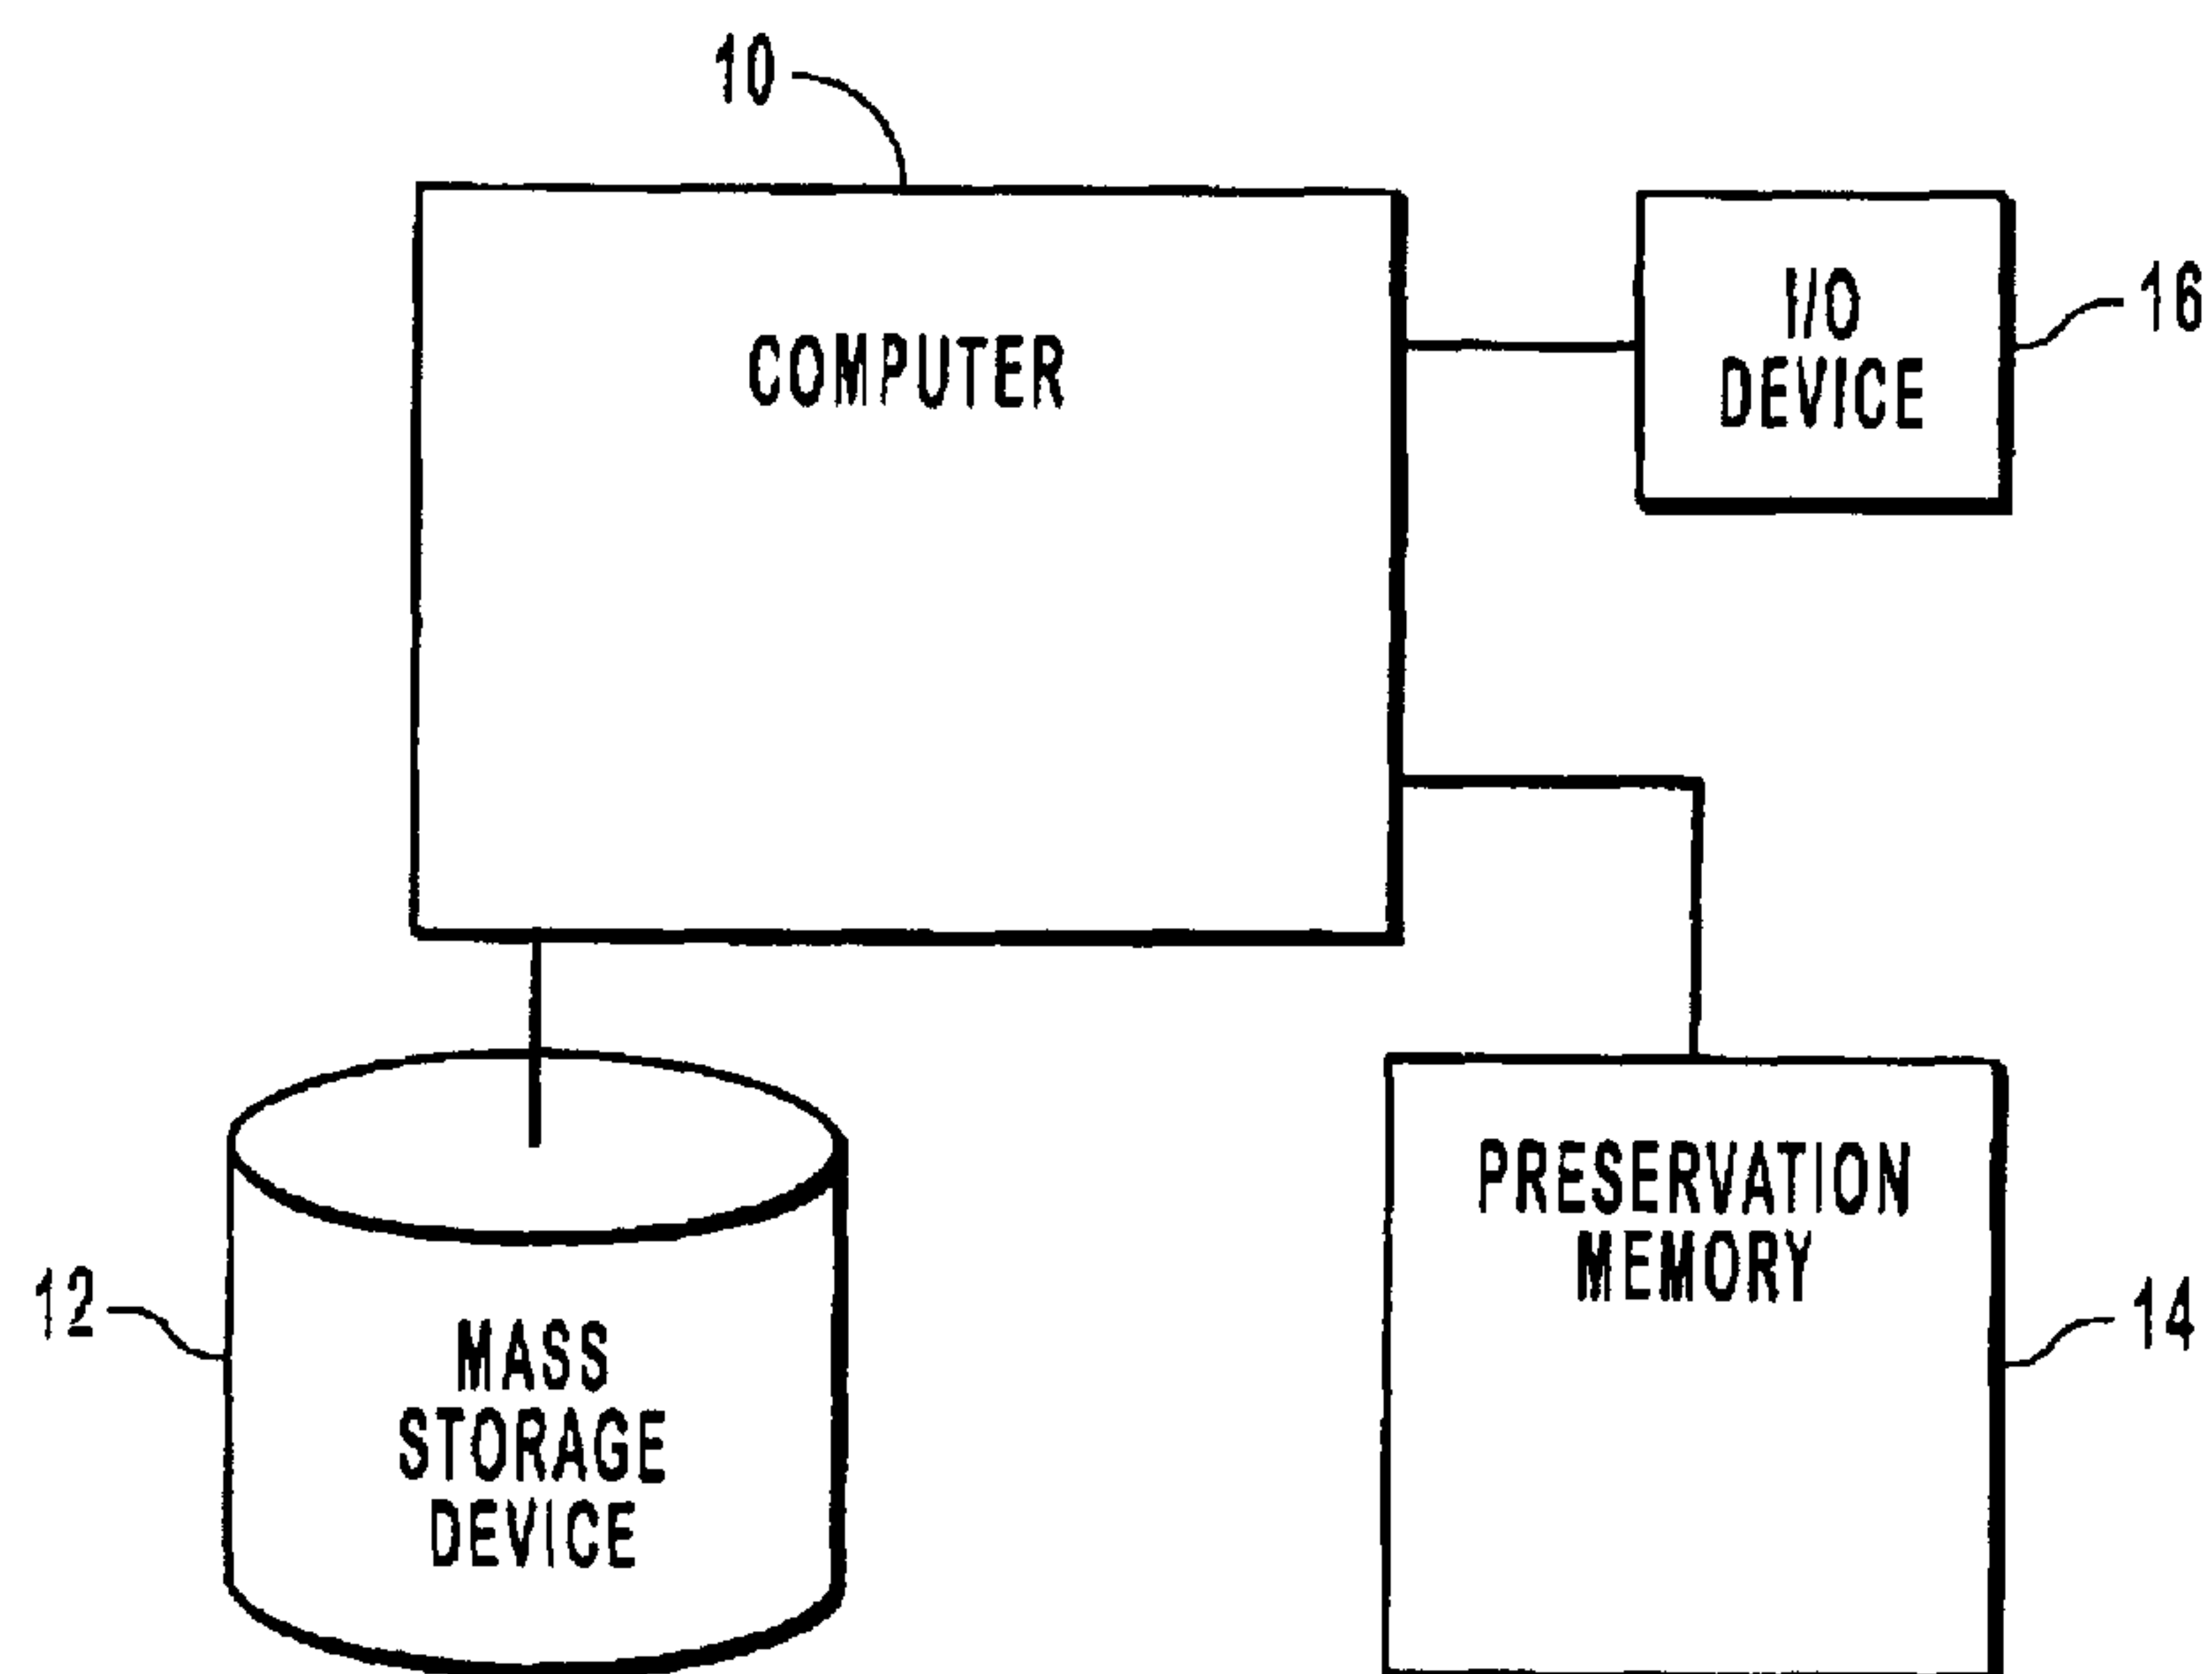 10
COMPUTER
I/O
DEVICE
16
PRESERVATION
MEMORY
14
12
MASS
STORAGE
DEVICE